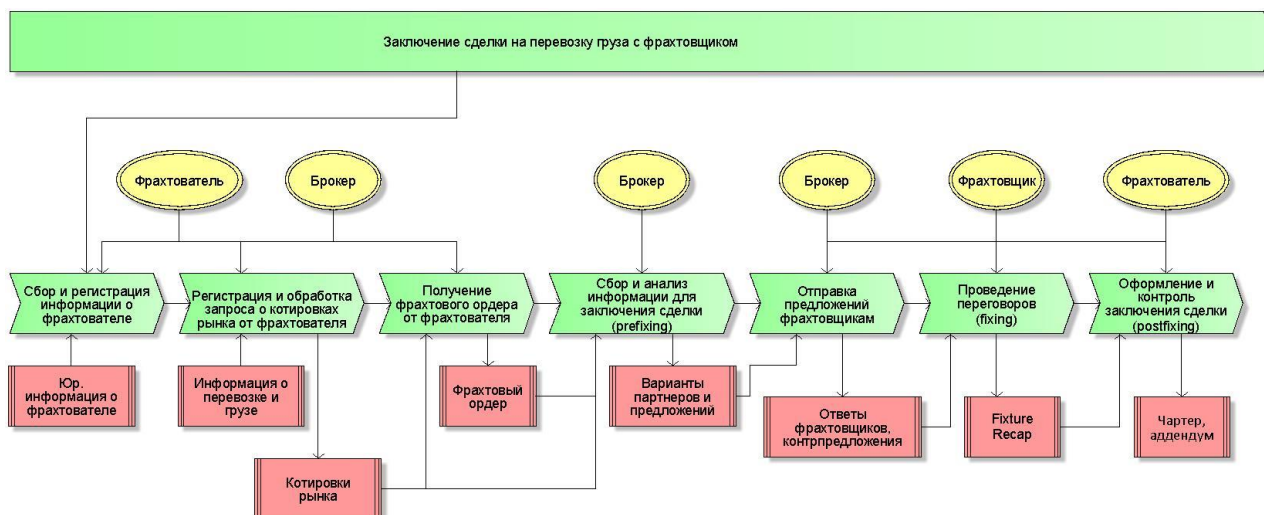 Заключение сделки на перевозку груза с фрахтовщиком
Фрахтователь
Брокер
Брокер
Брокер
Фрахтовщик
Фрахтователь
Сбор и регистрация
информации о
фрахтователе
Регистрация и обработка
запроса о котировках
рынка от фрахтователя
Получение
фрахтового ордера
от фрахтователя
Сбор и анализ
информации для
заключения сделки
(prefixing)
Отправка
предложений
фрахтовщикам
Проведение
переговоров
(fixing)
Оформление и
контроль
заключения сделки
(postfixing)
Юр.
информация о
фрахтователе
Информация о
перевозке и
грузе
Фрахтовый
ордер
Варианты
партнеров и
предложений
Ответы
фрахтовщиков,
контрпредложения
Fixture
Recap
Чартер,
аддендум
Котировки
рынка